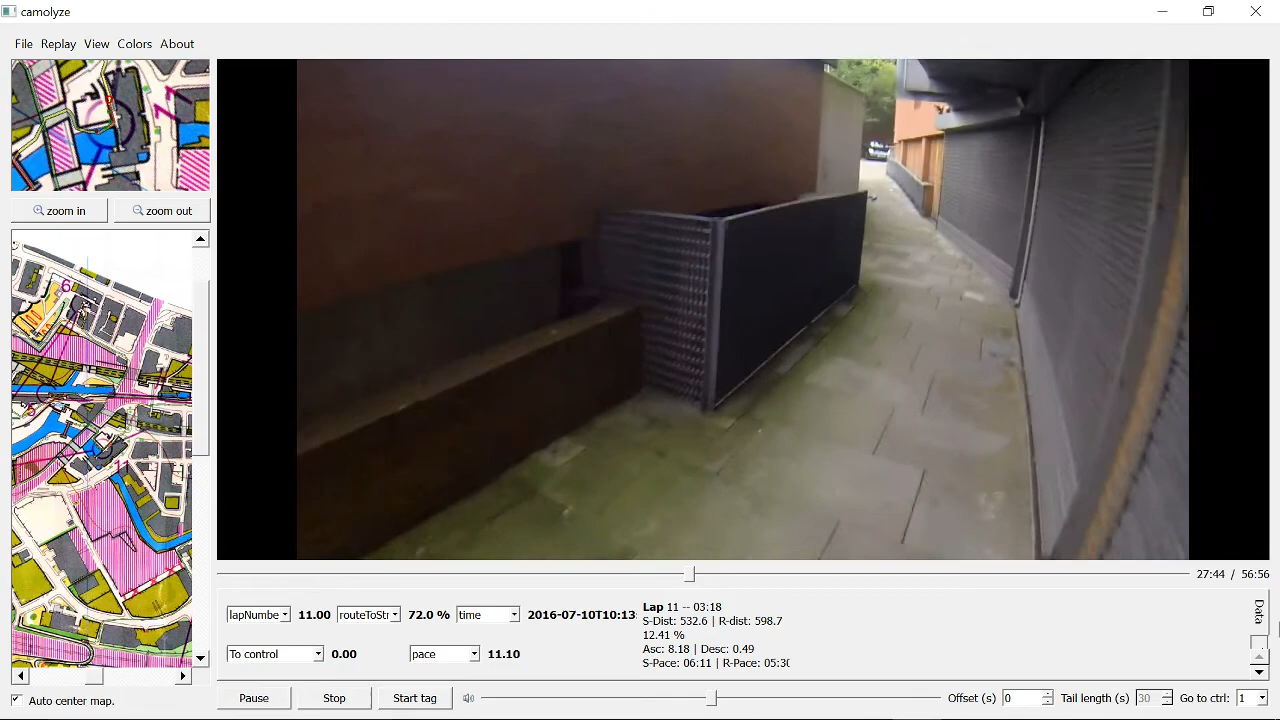 camolyze
File Replay View Colors About
zoom in zoom out
6
11
27:44 / 56:56
lapNumbe 11.00 routeToStr 72.0 % time 2016-07-10T10:13:
To control 0.00 pace 11.10
Lap 11 -- 03:18
S-Dist: 532.6 | R-dist: 598.7
12.41 %
Asc: 8.18 | Desc: 0.49
S-Pace: 06:11 | R-Pace: 05:30
Data
Auto center map.
Pause Stop Start tag
Offset (s) 0 Tail length (s) 30 Go to ctrl: 1